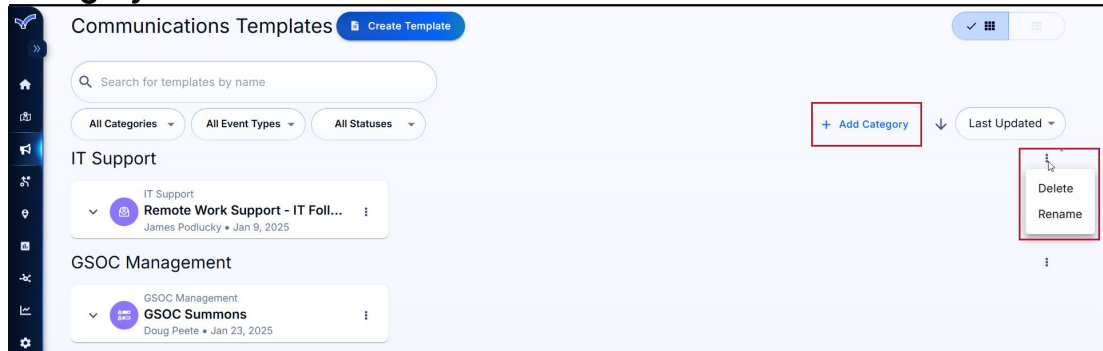 Communications Templates
Create Template
Search for templates by name
All Categories
All Event Types
All Statuses
+ Add Category
Last Updated
IT Support
Delete
Rename
IT Support
Remote Work Support - IT Foll...
James Podlucky • Jan 9, 2025
GSOC Management
GSOC Management
GSOC Summons
Doug Peete • Jan 23, 2025